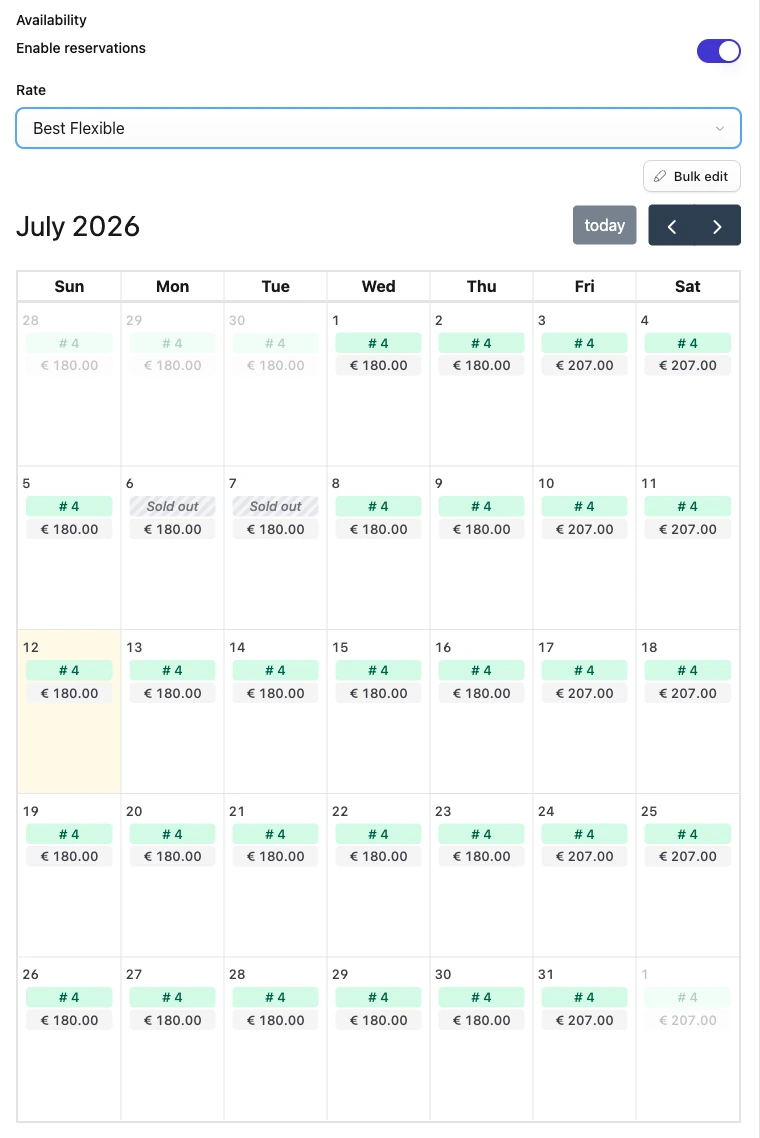 Availability
Enable reservations
Rate
Best Flexible
Bulk edit
July 2026 today
Sun Mon Tue Wed Thu Fri Sat
28 29 30 1 2 3 4
# 4 # 4 # 4 # 4 # 4 # 4 # 4
€ 180.00 € 180.00 € 180.00 € 180.00 € 180.00 € 207.00 € 207.00
5 6 7 8 9 10 11
# 4 Sold out Sold out # 4 # 4 # 4 # 4
€ 180.00 € 180.00 € 180.00 € 180.00 € 180.00 € 207.00 € 207.00
12 13 14 15 16 17 18
# 4 # 4 # 4 # 4 # 4 # 4 # 4
€ 180.00 € 180.00 € 180.00 € 180.00 € 180.00 € 207.00 € 207.00
19 20 21 22 23 24 25
# 4 # 4 # 4 # 4 # 4 # 4 # 4
€ 180.00 € 180.00 € 180.00 € 180.00 € 180.00 € 207.00 € 207.00
26 27 28 29 30 31 1
# 4 # 4 # 4 # 4 # 4 # 4 # 4
€ 180.00 € 180.00 € 180.00 € 180.00 € 180.00 € 207.00 € 207.00